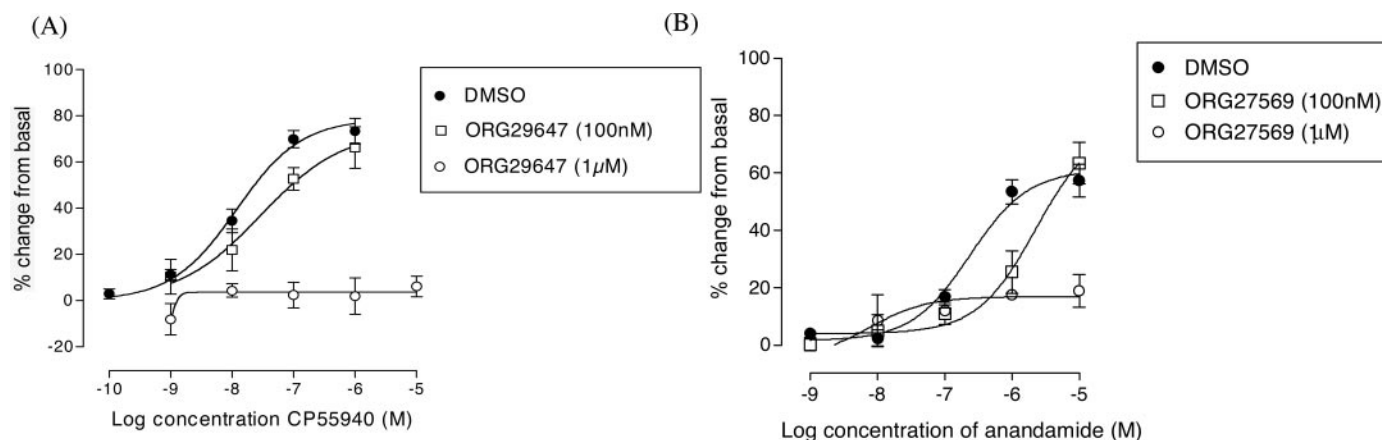 (A)
% change from basal
100
80
60
40
20
0
-20
-10 -9 -8 -7 -6 -5
Log concentration CP55940 (M)
DMSO
ORG29647 (100nM)
ORG29647 (1µM)
(B)
% change from basal
100
80
60
40
20
0
-9 -8 -7 -6 -5
Log concentration of anandamide (M)
DMSO
ORG27569 (100nM)
ORG27569 (1µM)